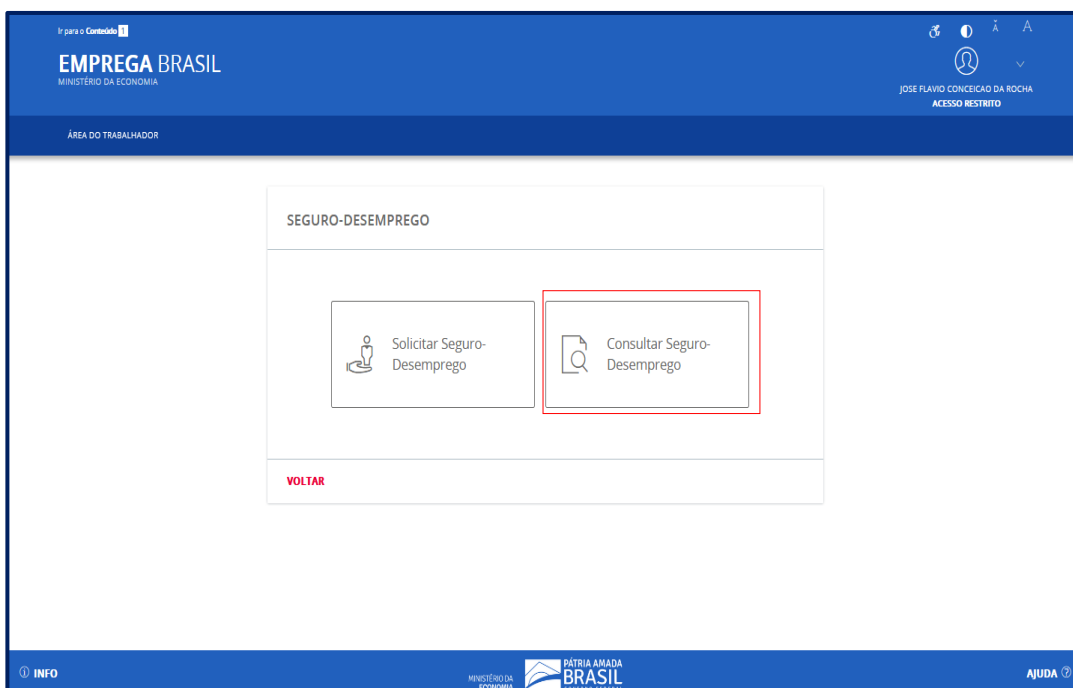 Ir para o Conteúdo 1
A A
EMPREGA BRASIL
MINISTÉRIO DA ECONOMIA
JOSE FLAVIO CONCEICAO DA ROCHA
ACESSO RESTRITO
ÁREA DO TRABALHADOR
SEGURO-DESEMPREGO
Solicitar Seguro-
Desemprego
Consultar Seguro-
Desemprego
VOLTAR
INFO
MINISTÉRIO DA
ECONOMIA
PÁTRIA AMADA
BRASIL
AJUDA